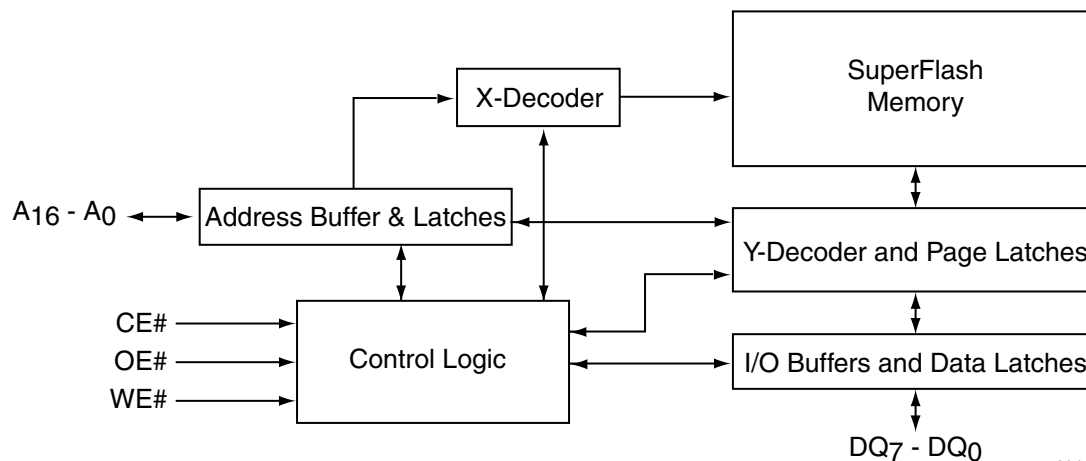 SuperFlash
Memory
X-Decoder
A16 - A0
Address Buffer & Latches
Y-Decoder and Page Latches
CE#
OE#
WE#
Control Logic
I/O Buffers and Data Latches
DQ7 - DQ0